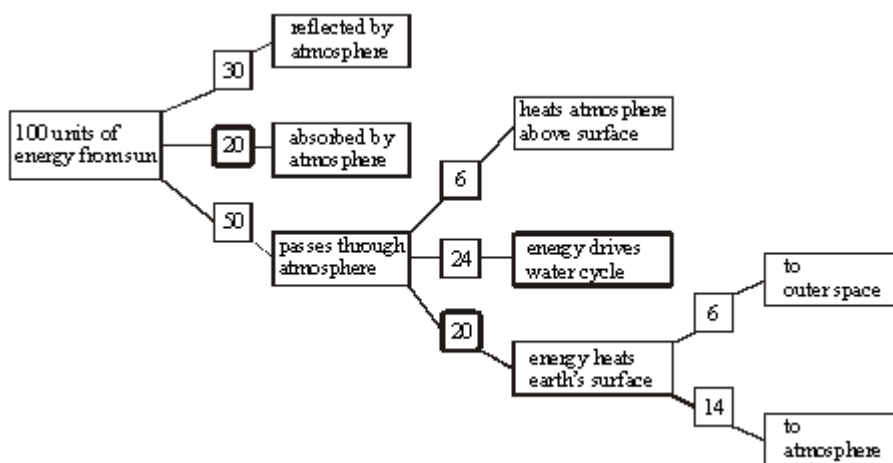 reflected by
atmosphere
30
100 units of
energy from sun
20
absorbed by
atmosphere
50
passes through
atmosphere
6
heats atmosphere
above surface
24
energy drives
water cycle
20
energy heats
earth's surface
6
to
outer space
14
to
atmosphere